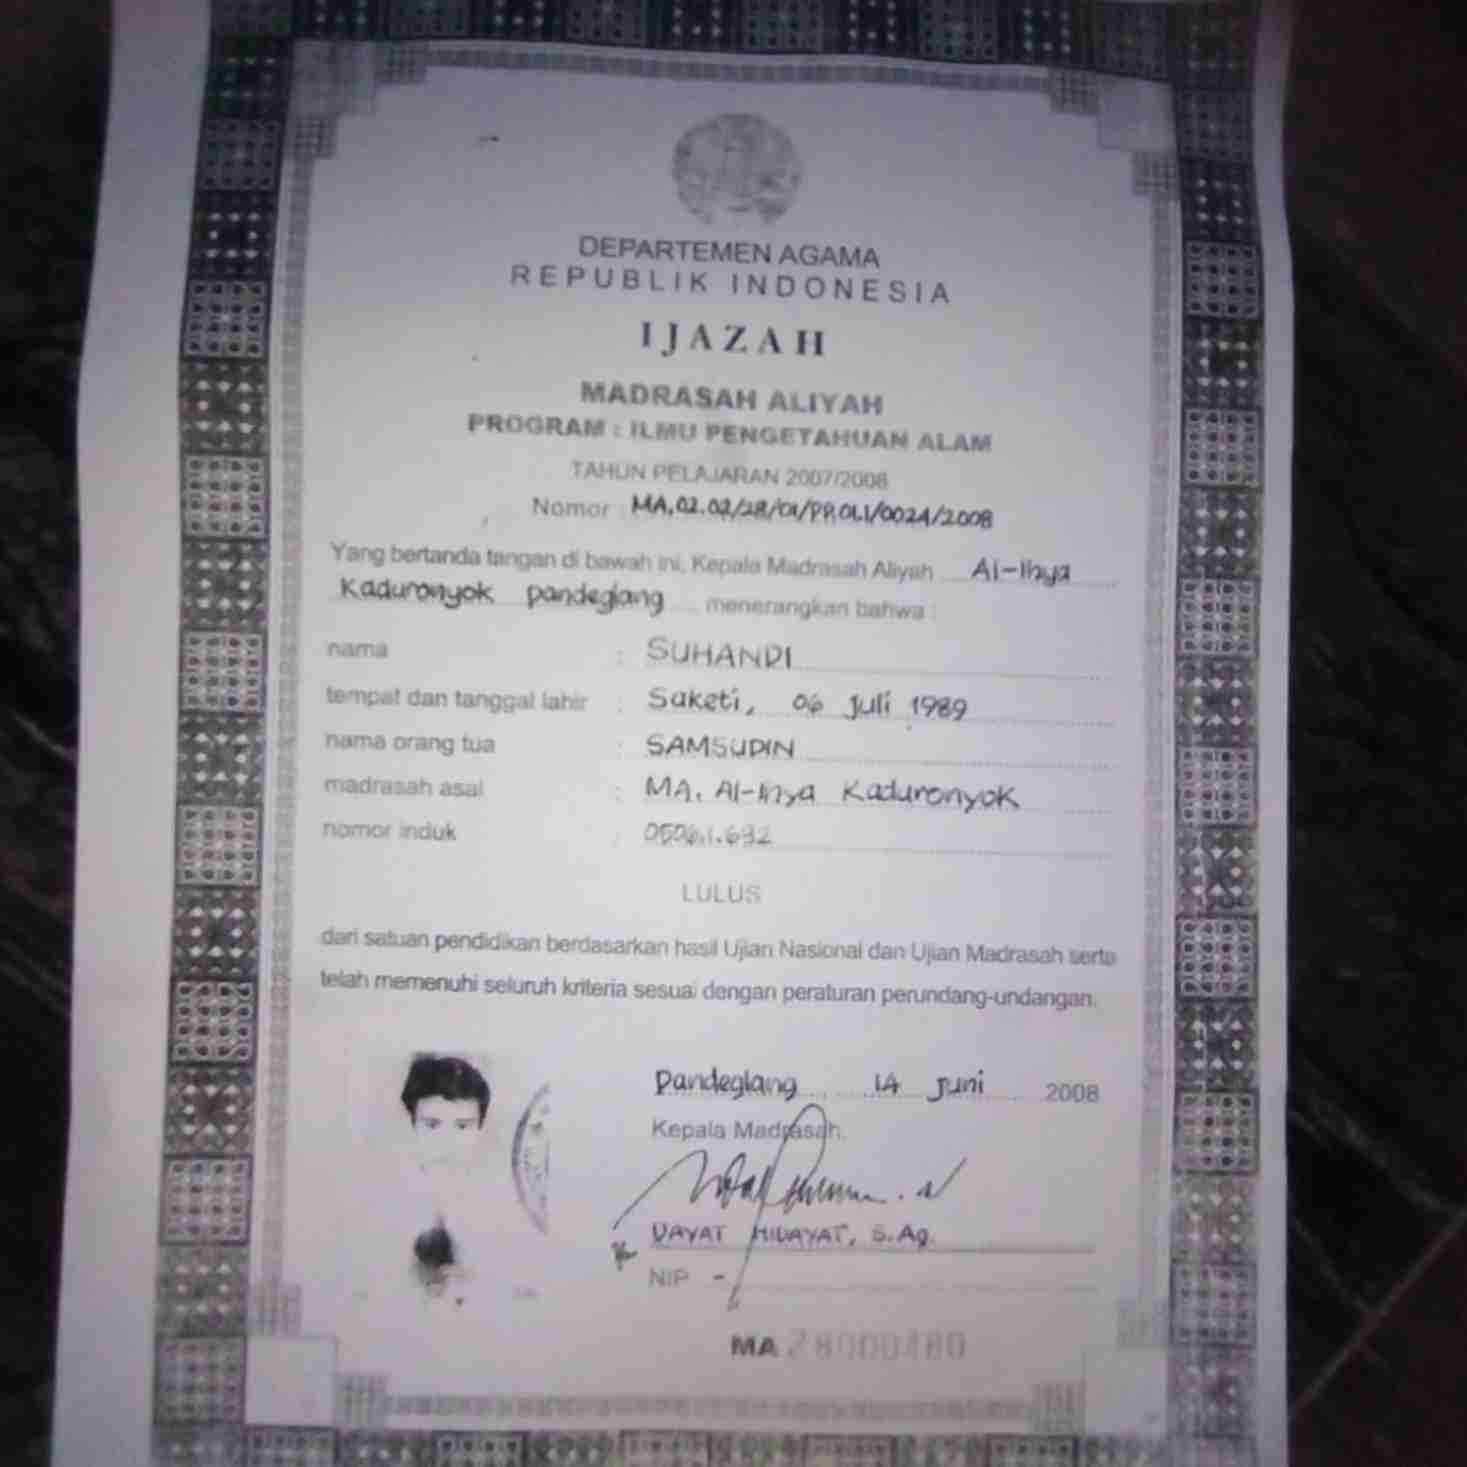 DEPARTEMEN AGAMA
REPUBLIK INDONESIA
IJAZAH
MADRASAH ALIYAH
PROGRAM : ILMU PENGETAHUAN ALAM
TAHUN PELAJARAN 2007/2008
Nomor : MA.02.02/28/01/PP.01.1/0024/2008
Yang bertanda tangan di bawah ini, Kepala Madrasah Aliyah Al-Ihya
Kaduronyok pandeglang menerangkan bahwa :
nama : SUHANDI
tempat dan tanggal lahir : Saketi, 06 Juli 1989
nama orang tua : SAMSUDIN
madrasah asal : MA. Al-Ihya Kaduronyok
nomor induk :
LULUS
dari satuan pendidikan berdasarkan hasil Ujian Nasional dan Ujian Madrasah serta
telah memenuhi seluruh kriteria sesuai dengan peraturan perundang-undangan.
Pandeglang 14 Juni 2008
Kepala Madrasah,
DAYAT HIDAYAT, S.Ag.
NIP -
MA